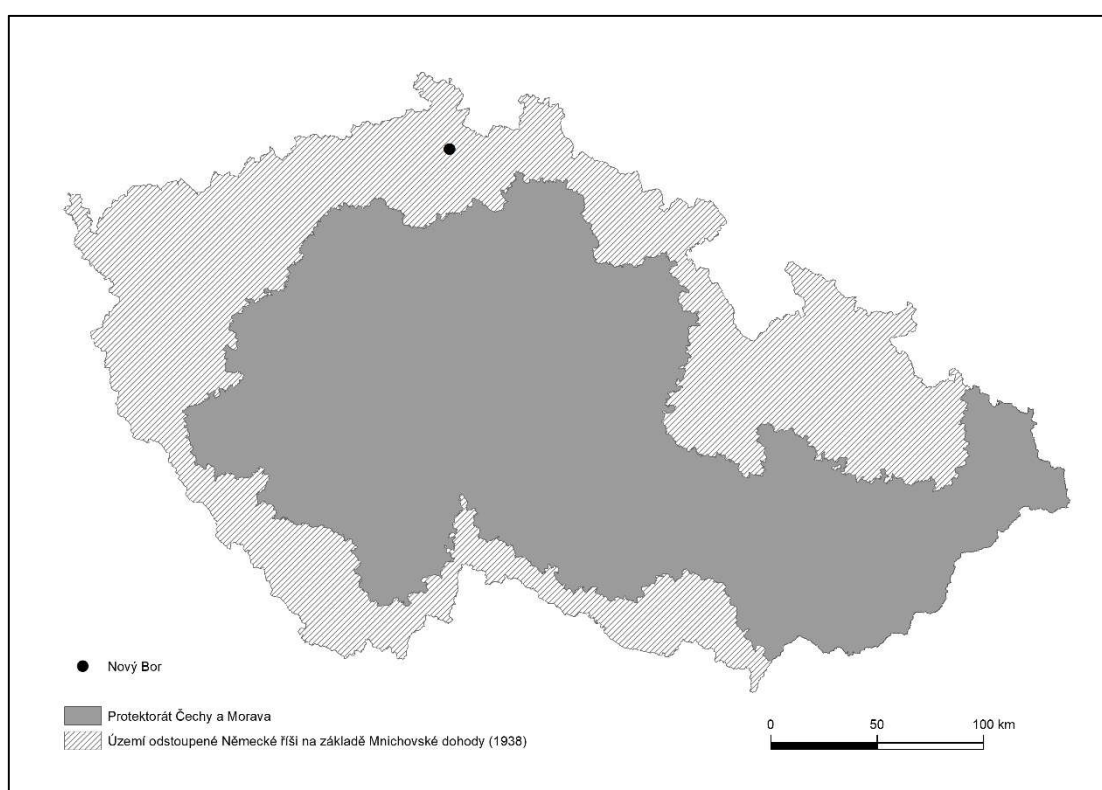 Nový Bor
Protektorát Čechy a Morava
Území odstoupené Německé říši na základě Mnichovské dohody (1938)
0 50 100 km